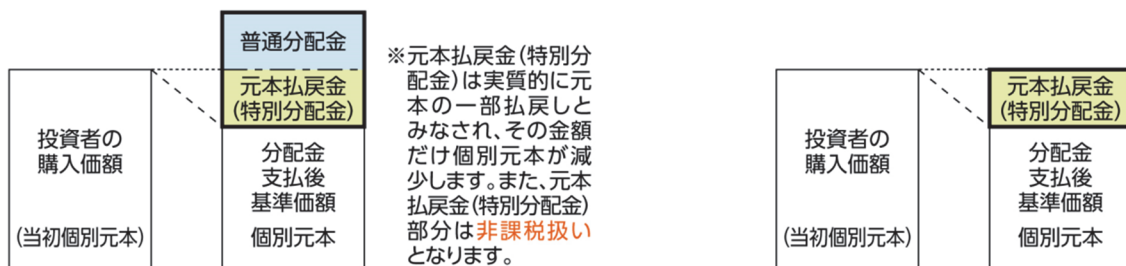 投資者の
購入価額
(当初個別元本)
普通分配金
元本払戻金
(特別分配金)
分配金
支払後
基準価額
個別元本
※元本払戻金(特別分
配金)は実質的に元
本の一部払戻しと
みなされ、その金額
だけ個別元本が減
少します。また、元本
払戻金(特別分配金)
部分は非課税扱い
となります。
投資者の
購入価額
(当初個別元本)
元本払戻金
(特別分配金)
分配金
支払後
基準価額
個別元本